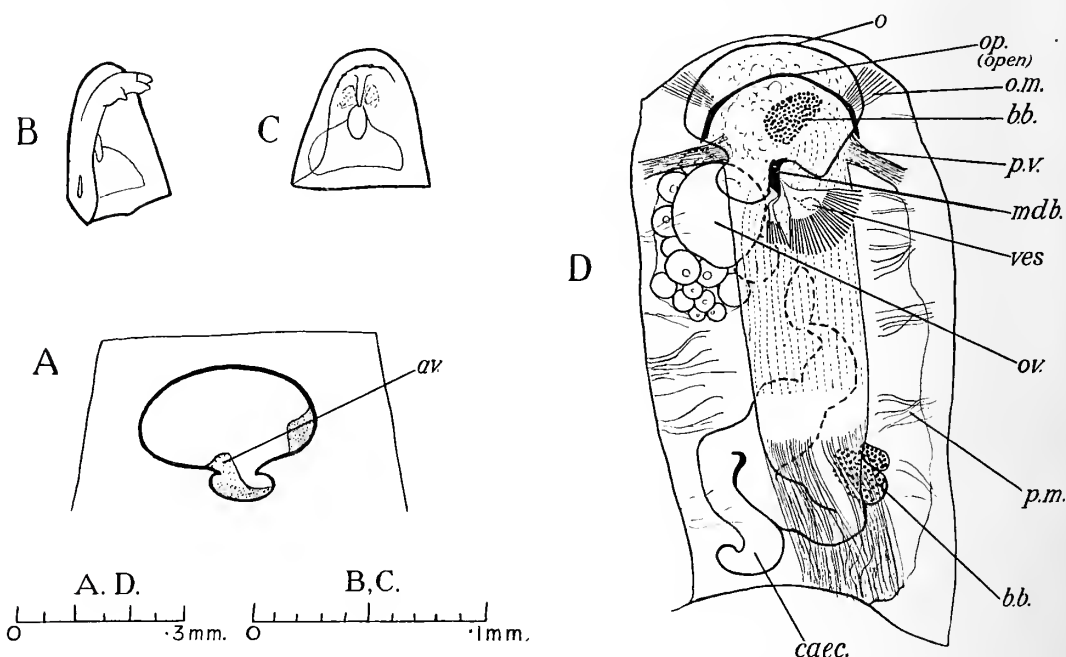 B
C
A
av.
A. D.
B, C.
0 ·3mm. 0 ·1mm.
D
o
op.
(open)
o.m.
bb.
p.v.
mdb.
ves
ov.
p.m.
b.b.
caec.